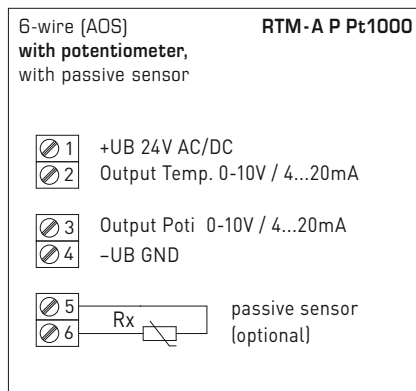 6-wire (AOS) RTM-A P Pt1000
with potentiometer,
with passive sensor
1 +UB 24V AC/DC
2 Output Temp. 0-10V / 4...20mA
3 Output Poti 0-10V / 4...20mA
4 –UB GND
5 passive sensor
Rx
6 (optional)